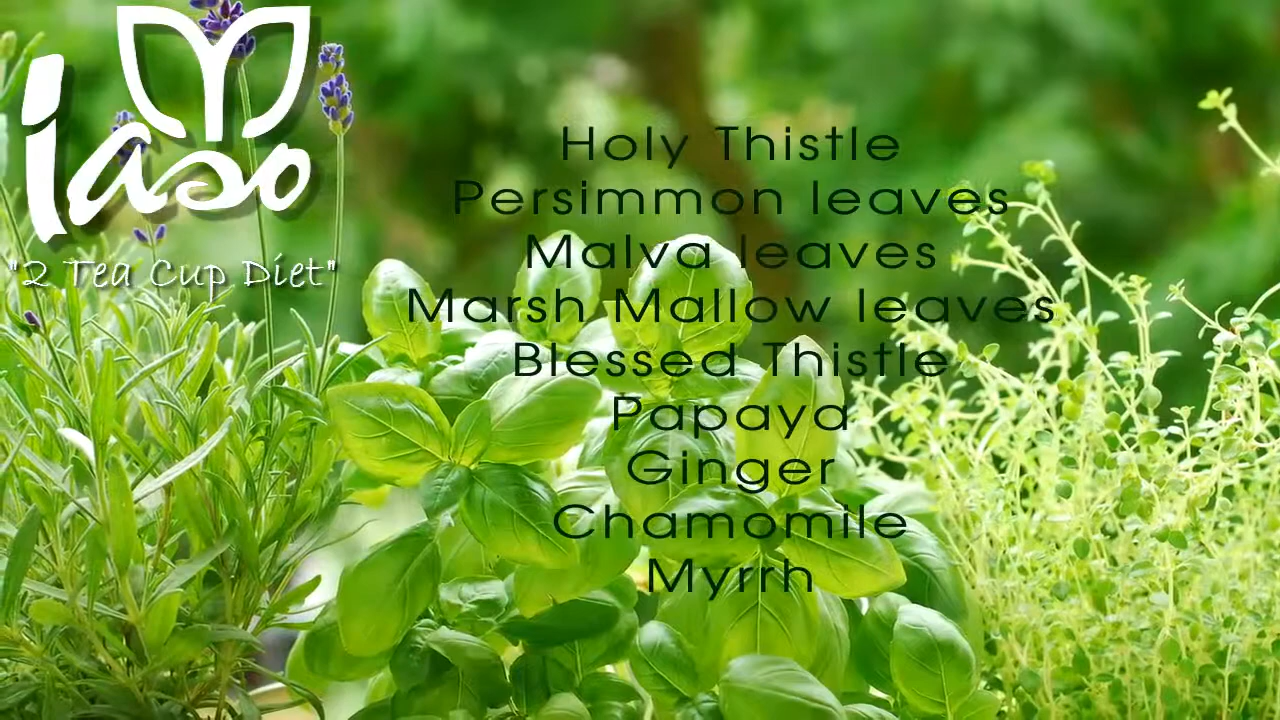 Iaso
"2 Tea Cup Diet"
Holy Thistle
Persimmon leaves
Malva leaves
Marsh Mallow leaves
Blessed Thistle
Papaya
Ginger
Chamomile
Myrrh